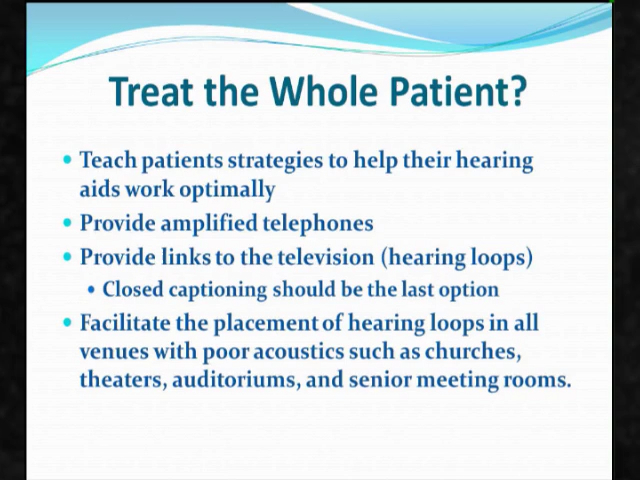 Treat the Whole Patient?
• Teach patients strategies to help their hearing
aids work optimally
• Provide amplified telephones
• Provide links to the television (hearing loops)
• Closed captioning should be the last option
• Facilitate the placement of hearing loops in all
venues with poor acoustics such as churches,
theaters, auditoriums, and senior meeting rooms.